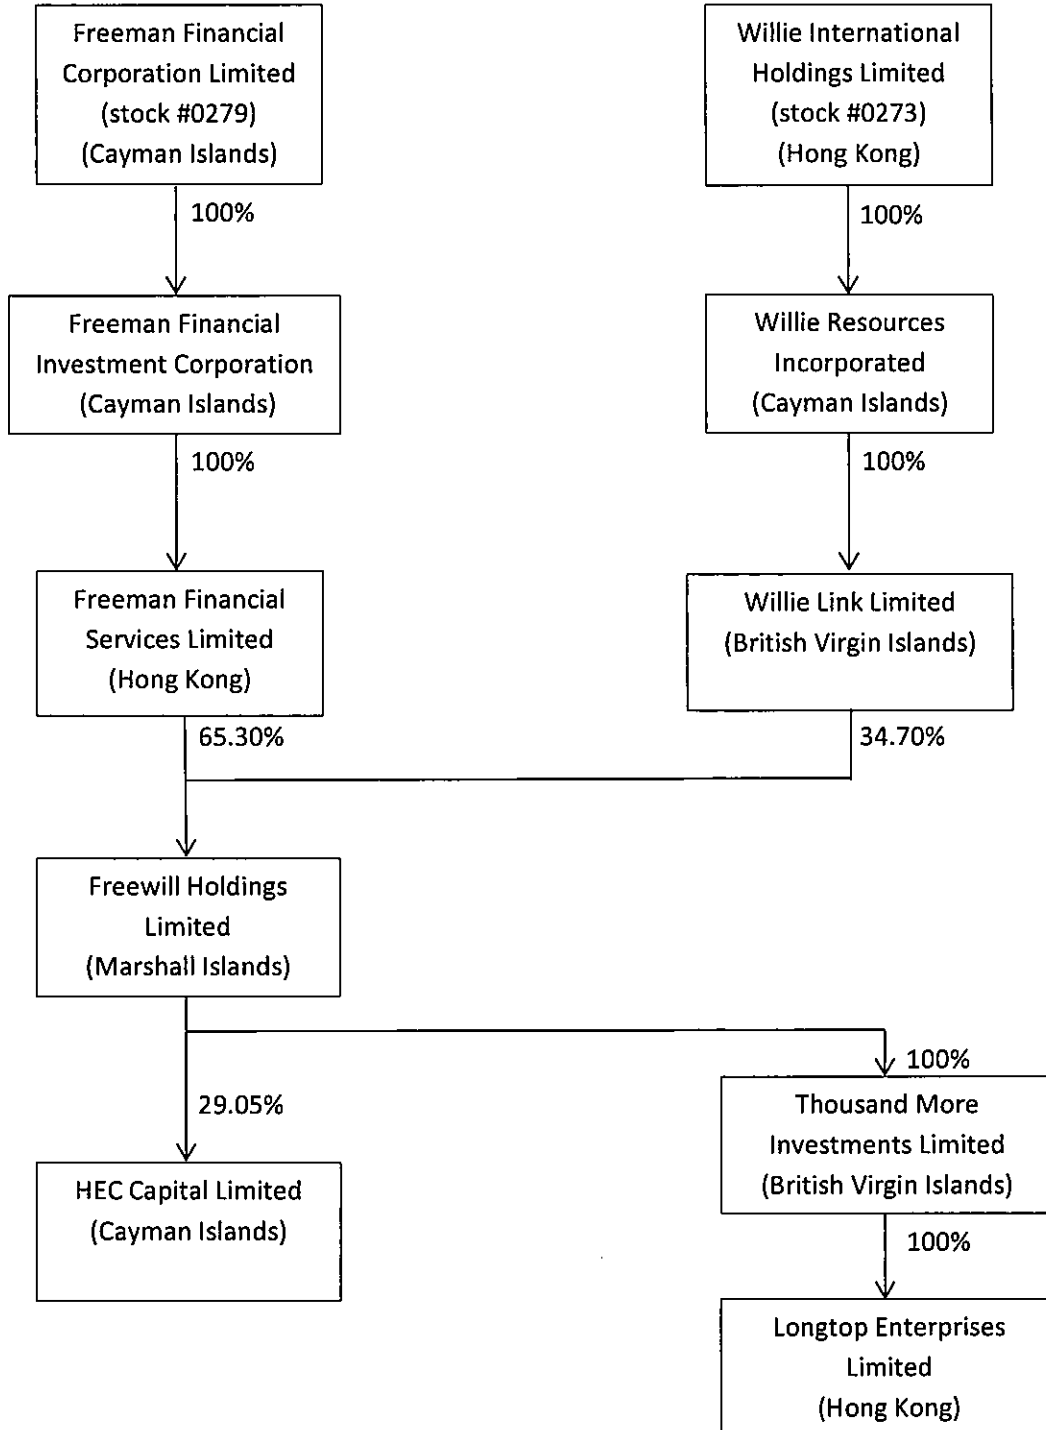 Freeman Financial
Corporation Limited
(stock #0279)
(Cayman Islands)
Willie International
Holdings Limited
(stock #0273)
(Hong Kong)
100%
100%
Freeman Financial
Investment Corporation
(Cayman Islands)
Willie Resources
Incorporated
(Cayman Islands)
100%
100%
Freeman Financial
Services Limited
(Hong Kong)
Willie Link Limited
(British Virgin Islands)
65.30%
34.70%
Freewill Holdings
Limited
(Marshall Islands)
29.05%
100%
HEC Capital Limited
(Cayman Islands)
Thousand More
Investments Limited
(British Virgin Islands)
100%
Longtop Enterprises
Limited
(Hong Kong)